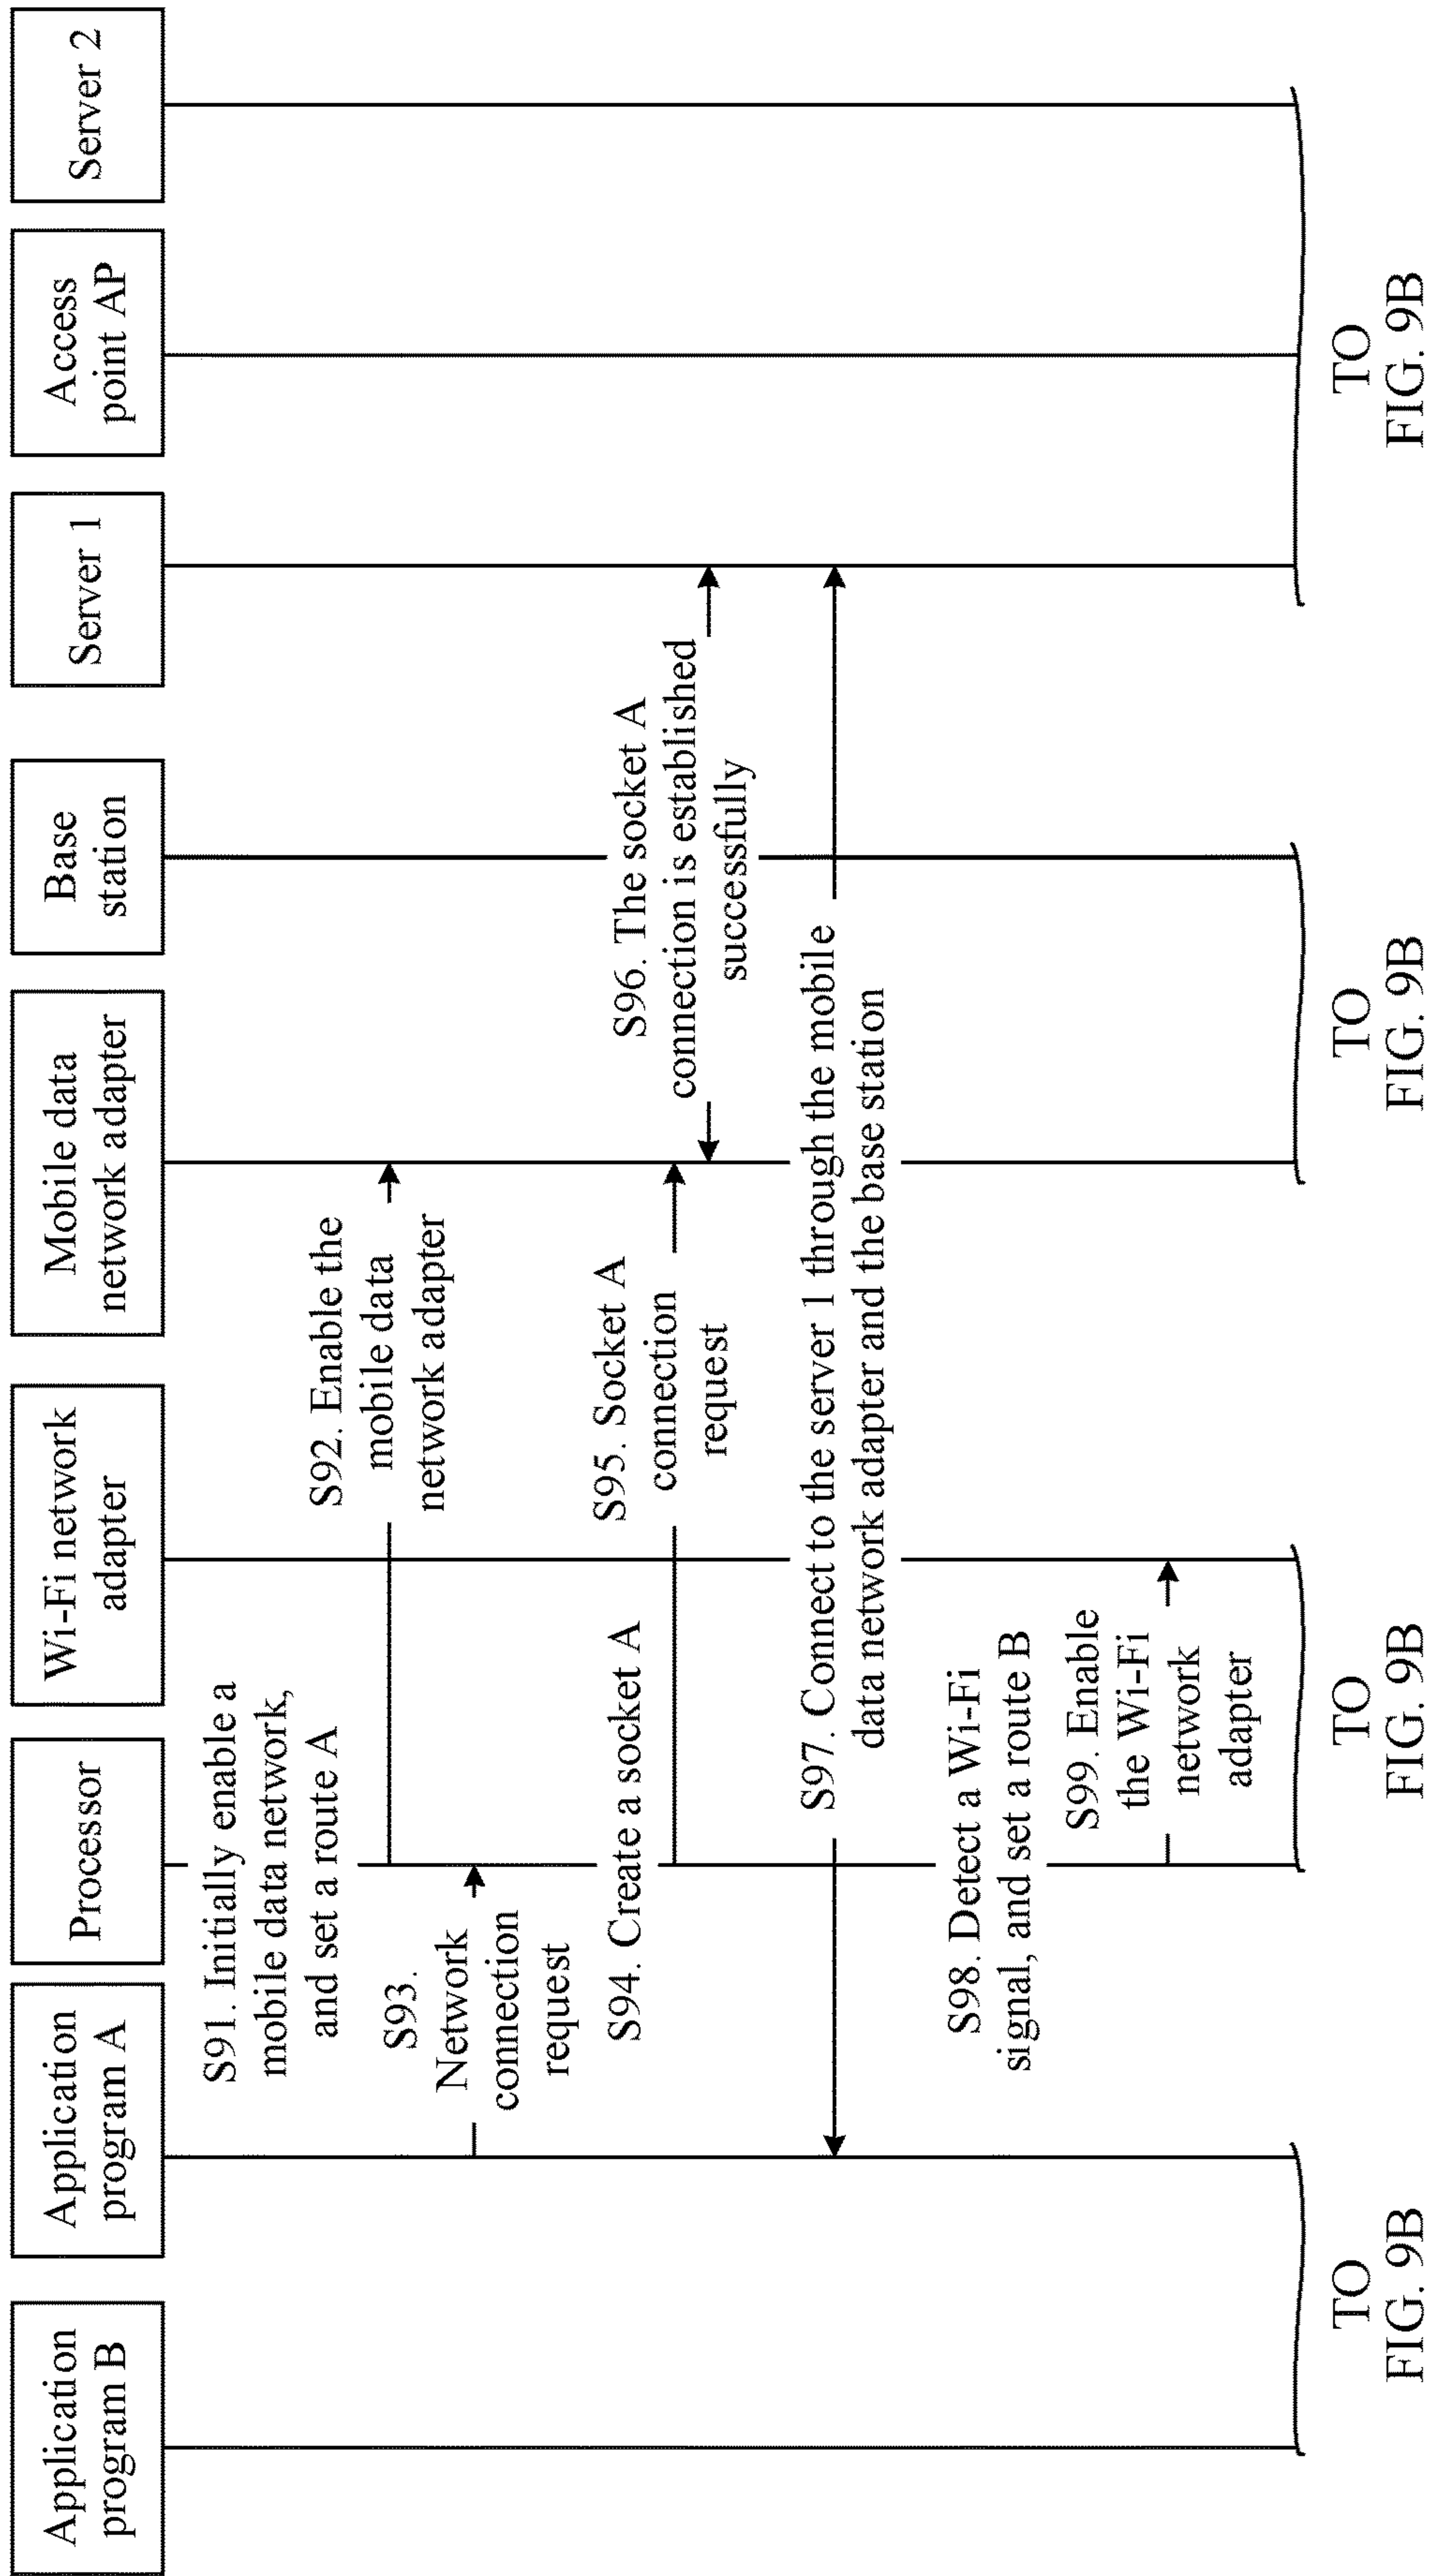 Application
program B
Application
program A
Processor
Wi-Fi network
adapter
Mobile data
network adapter
Base
station
Server 1
Access
point AP
Server 2
S91. Initially enable a
mobile data network,
and set a route A
S92. Enable the
mobile data
network adapter
S93.
Network
connection
request
S94. Create a socket A
S95. Socket A
connection
request
S96. The socket A
connection is established
successfully
S97. Connect to the server 1 through the mobile
data network adapter and the base station
S98. Detect a Wi-Fi
signal, and set a route B
S99. Enable
the Wi-Fi
network
adapter
TO
FIG. 9B
TO
FIG. 9B
TO
FIG. 9B
TO
FIG. 9B